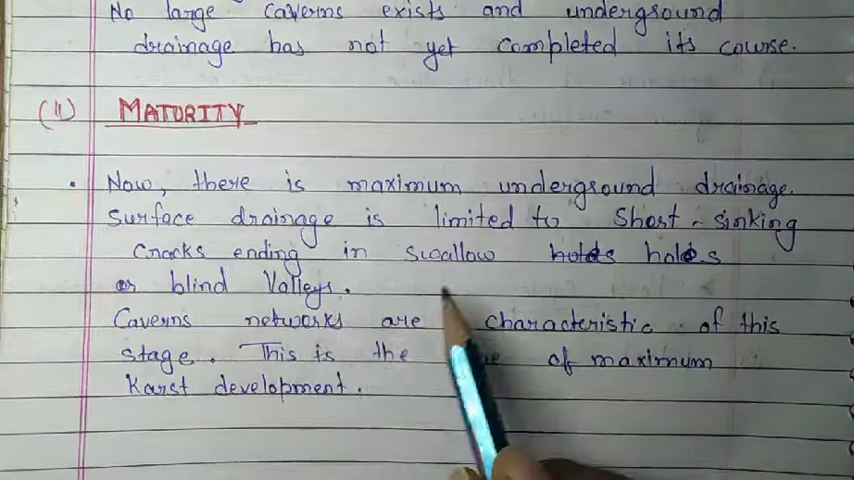 No large caverns exists and underground
drainage has not yet completed its course.
(II) MATURITY
. Now, there is maximum underground drainage.
Surface drainage is limited to Short-sinking
Cracks ending in swallow holes
or blind Valleys.
Caverns networks are characteristic of this
stage. This is the of maximum
Karst development.